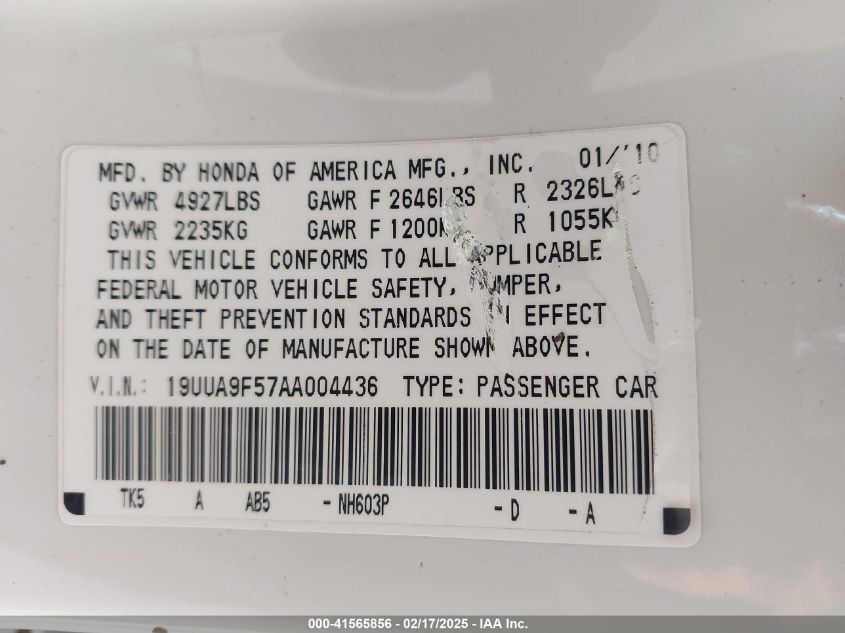 MFD. BY HONDA OF AMERICA MFG., INC. 01/'10
GVWR 4927LBS GAWR F 2646LBS R 2326LBS
GVWR 2235KG GAWR F 1200K R 1055K
THIS VEHICLE CONFORMS TO ALL APPLICABLE
FEDERAL MOTOR VEHICLE SAFETY, BUMPER,
AND THEFT PREVENTION STANDARDS IN EFFECT
ON THE DATE OF MANUFACTURE SHOWN ABOVE.
V.I.N.: 19UUA9F57AA004436 TYPE: PASSENGER CAR
TK5 A AB5 - NH603P - D - A
000-41565856 - 02/17/2025 - IAA Inc.